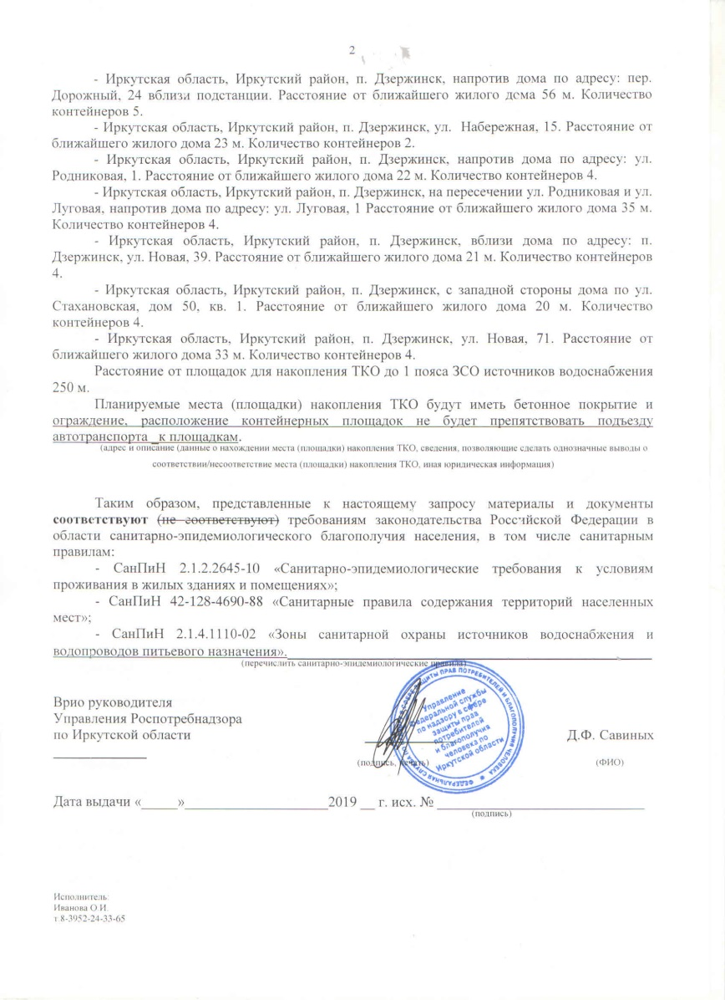 2
- Иркутская область, Иркутский район, п. Дзержинск, напротив дома по адресу: пер.
Дорожный, 24 вблизи подстанции. Расстояние от ближайшего жилого дома 56 м. Количество
контейнеров 5.
- Иркутская область, Иркутский район, п. Дзержинск, ул. Набережная, 15. Расстояние от
ближайшего жилого дома 23 м. Количество контейнеров 2.
- Иркутская область, Иркутский район, п. Дзержинск, напротив дома по адресу: ул.
Родниковая, 1. Расстояние от ближайшего жилого дома 22 м. Количество контейнеров 4.
- Иркутская область, Иркутский район, п. Дзержинск, на пересечении ул. Родниковая и ул.
Луговая, напротив дома по адресу: ул. Луговая, 1 Расстояние от ближайшего жилого дома 35 м.
Количество контейнеров 4.
- Иркутская область, Иркутский район, п. Дзержинск, вблизи дома по адресу: п.
Дзержинск, ул. Новая, 39. Расстояние от ближайшего жилого дома 21 м. Количество контейнеров
4.
- Иркутская область, Иркутский район, п. Дзержинск, с западной стороны дома по ул.
Стахановская, дом 50, кв. 1. Расстояние от ближайшего жилого дома 20 м. Количество
контейнеров 4.
- Иркутская область, Иркутский район, п. Дзержинск, ул. Новая, 71. Расстояние от
ближайшего жилого дома 33 м. Количество контейнеров 4.
Расстояние от площадок для накопления ТКО до 1 пояса ЗСО источников водоснабжения
250 м.
Планируемые места (площадки) накопления ТКО будут иметь бетонное покрытие и
ограждение, расположение контейнерных площадок не будет препятствовать подъезду
автотранспорта _к площадкам.
(адрес и описание (данные о нахождении места (площадки) накопления ТКО, сведения, позволяющие сделать однозначные выводы о
соответствии/несоответствие места (площадки) накопления ТКО, иная юридическая информация)
Таким образом, представленные к настоящему запросу материалы и документы
соответствуют (не соответствуют) требованиям законодательства Российской Федерации в
области санитарно-эпидемиологического благополучия населения, в том числе санитарным
правилам:
- СанПиН 2.1.2.2645-10 «Санитарно-эпидемиологические требования к условиям
проживания в жилых зданиях и помещениях»;
- СанПиН 42-128-4690-88 «Санитарные правила содержания территорий населенных
мест»;
- СанПиН 2.1.4.1110-02 «Зоны санитарной охраны источников водоснабжения и
водопроводов питьевого назначения».
(перечислить санитарно-эпидемиологические правила)
Врио руководителя
Управления Роспотребнадзора
по Иркутской области
Д.Ф. Савиных
(подпись, печать)
(ФИО)
Управление
федеральной службы
по надзору в сфере
защиты прав
потребителей
и благополучия
человека по
Иркутской области
Дата выдачи «_____»____________________2019 __ г. исх. № ____________________________
(подпись)
Исполнитель:
Иванова О.И.
т 8-3952-24-33-65